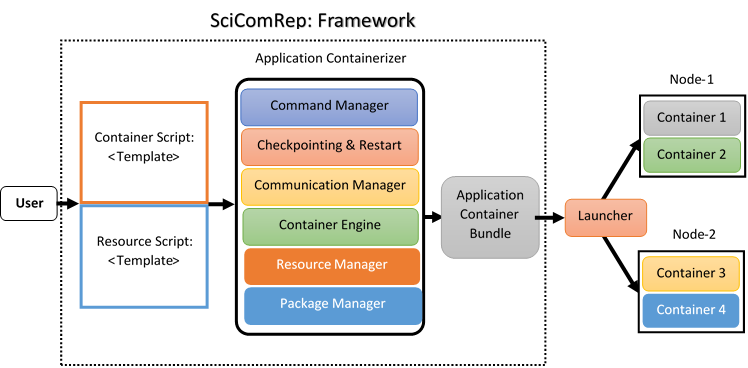 SciComRep: Framework
Application Containerizer
Command Manager
Checkpointing & Restart
Communication Manager
Container Engine
Resource Manager
Package Manager
Container Script:
<Template>
Resource Script:
<Template>
User
Application
Container
Bundle
Launcher
Node-1
Container 1
Container 2
Node-2
Container 3
Container 4